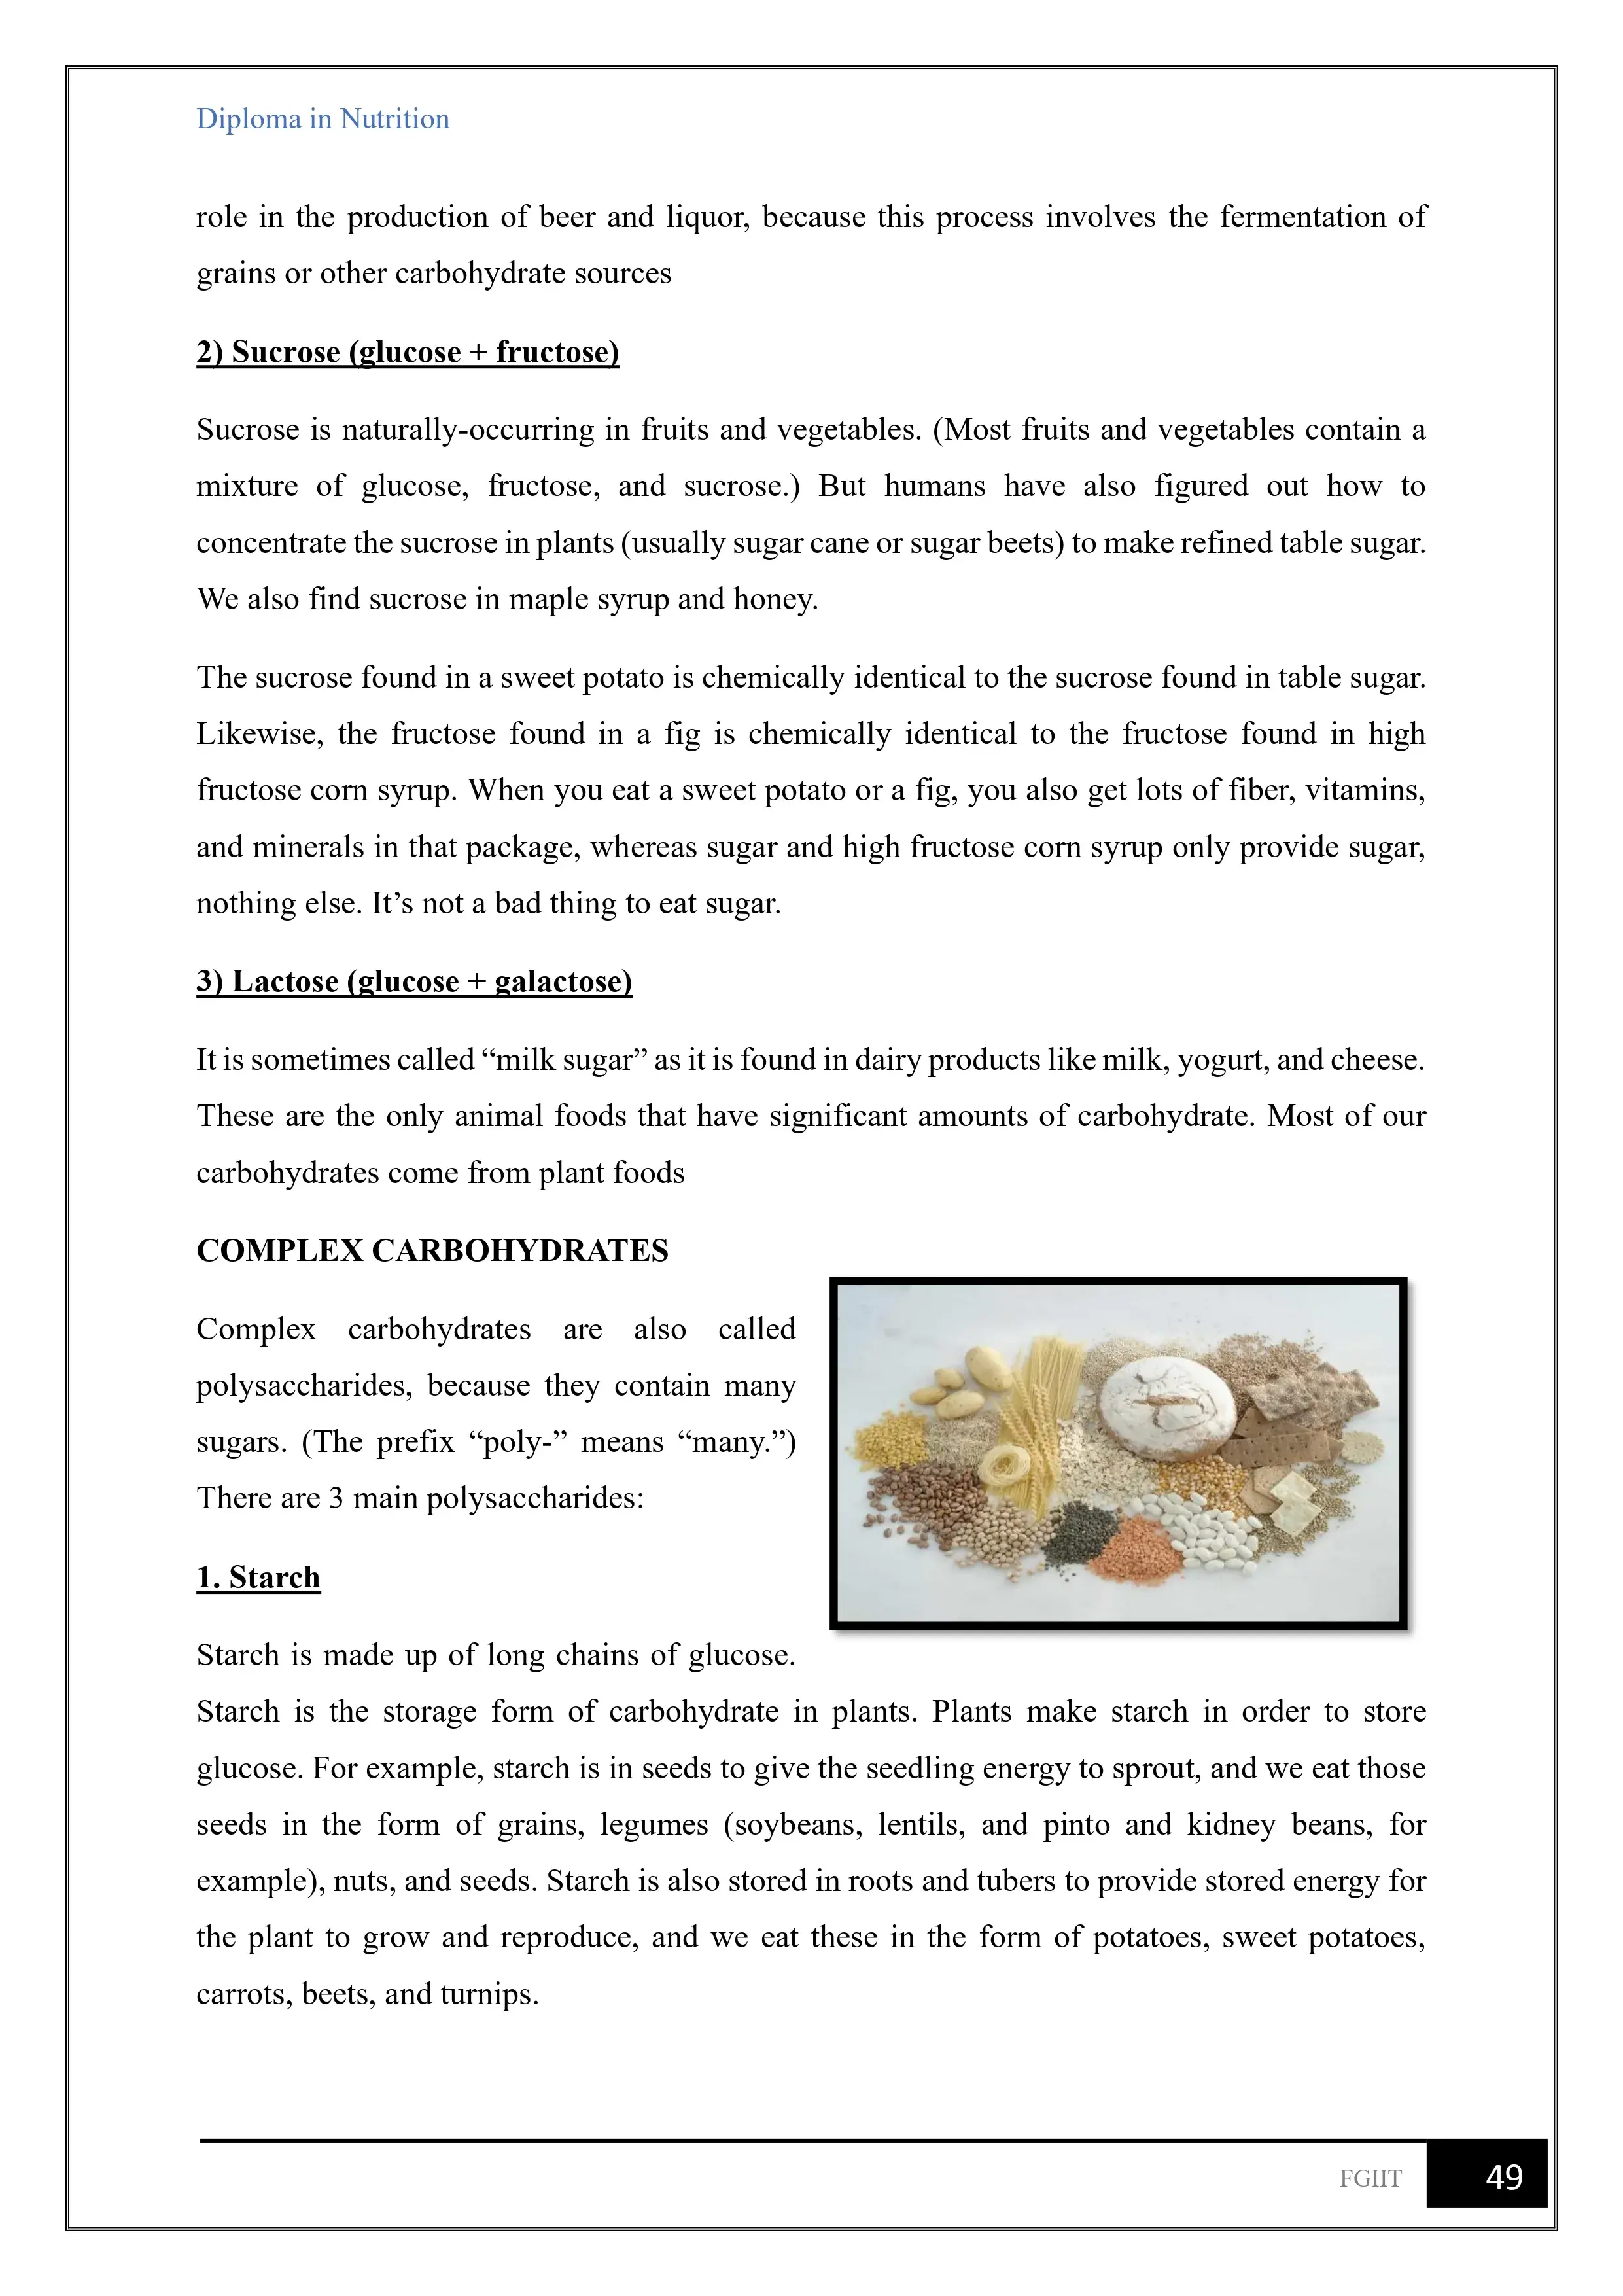 Diploma in Nutrition
role in the production of beer and liquor, because this process involves the fermentation of
grains or other carbohydrate sources
2) Sucrose (glucose + fructose)
Sucrose is naturally-occurring in fruits and vegetables. (Most fruits and vegetables contain a
mixture of glucose, fructose, and sucrose.) But humans have also figured out how to
concentrate the sucrose in plants (usually sugar cane or sugar beets) to make refined table sugar.
We also find sucrose in maple syrup and honey.
The sucrose found in a sweet potato is chemically identical to the sucrose found in table sugar.
Likewise, the fructose found in a fig is chemically identical to the fructose found in high
fructose corn syrup. When you eat a sweet potato or a fig, you also get lots of fiber, vitamins,
and minerals in that package, whereas sugar and high fructose corn syrup only provide sugar,
nothing else. It’s not a bad thing to eat sugar.
3) Lactose (glucose + galactose)
It is sometimes called “milk sugar” as it is found in dairy products like milk, yogurt, and cheese.
These are the only animal foods that have significant amounts of carbohydrate. Most of our
carbohydrates come from plant foods
COMPLEX CARBOHYDRATES
Complex carbohydrates are also called
polysaccharides, because they contain many
sugars. (The prefix “poly-” means “many.”)
There are 3 main polysaccharides:
1. Starch
Starch is made up of long chains of glucose.
Starch is the storage form of carbohydrate in plants. Plants make starch in order to store
glucose. For example, starch is in seeds to give the seedling energy to sprout, and we eat those
seeds in the form of grains, legumes (soybeans, lentils, and pinto and kidney beans, for
example), nuts, and seeds. Starch is also stored in roots and tubers to provide stored energy for
the plant to grow and reproduce, and we eat these in the form of potatoes, sweet potatoes,
carrots, beets, and turnips.
FGIIT 49